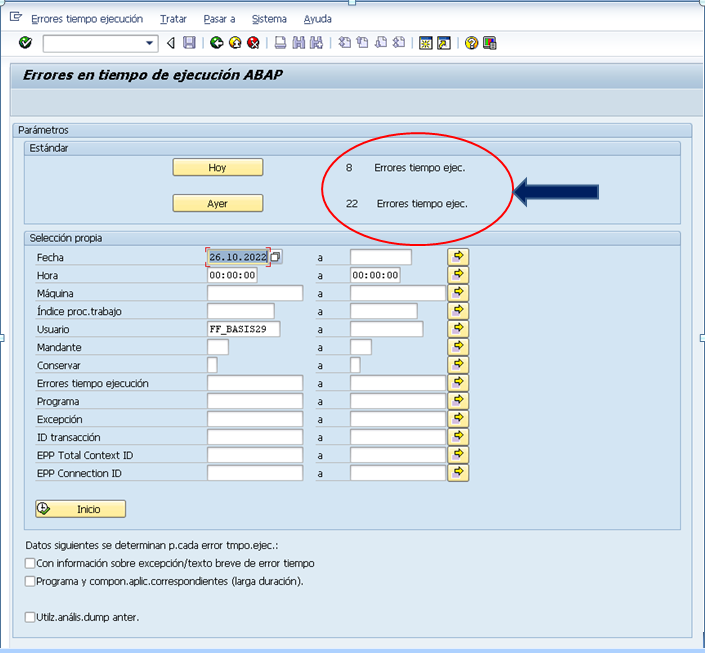 Errores tiempo ejecución Tratar Pasar a Sistema Ayuda
Errores en tiempo de ejecución ABAP
Parámetros
Estándar
Hoy 8 Errores tiempo ejec.
Ayer 22 Errores tiempo ejec.
Selección propia
Fecha 26.10.2022 a
Hora 00:00:00 a 00:00:00
Máquina a
Índice proc.trabajo a
Usuario FF_BASIS29 a
Mandante a
Conservar a
Errores tiempo ejecución a
Programa a
Excepción a
ID transacción a
EPP Total Context ID a
EPP Connection ID a
Inicio
Datos siguientes se determinan p.cada error tmpo.ejec.:
Con información sobre excepción/texto breve de error tiempo
Programa y compon.aplic.correspondientes (larga duración).
Utiliz.anális.dump anter.